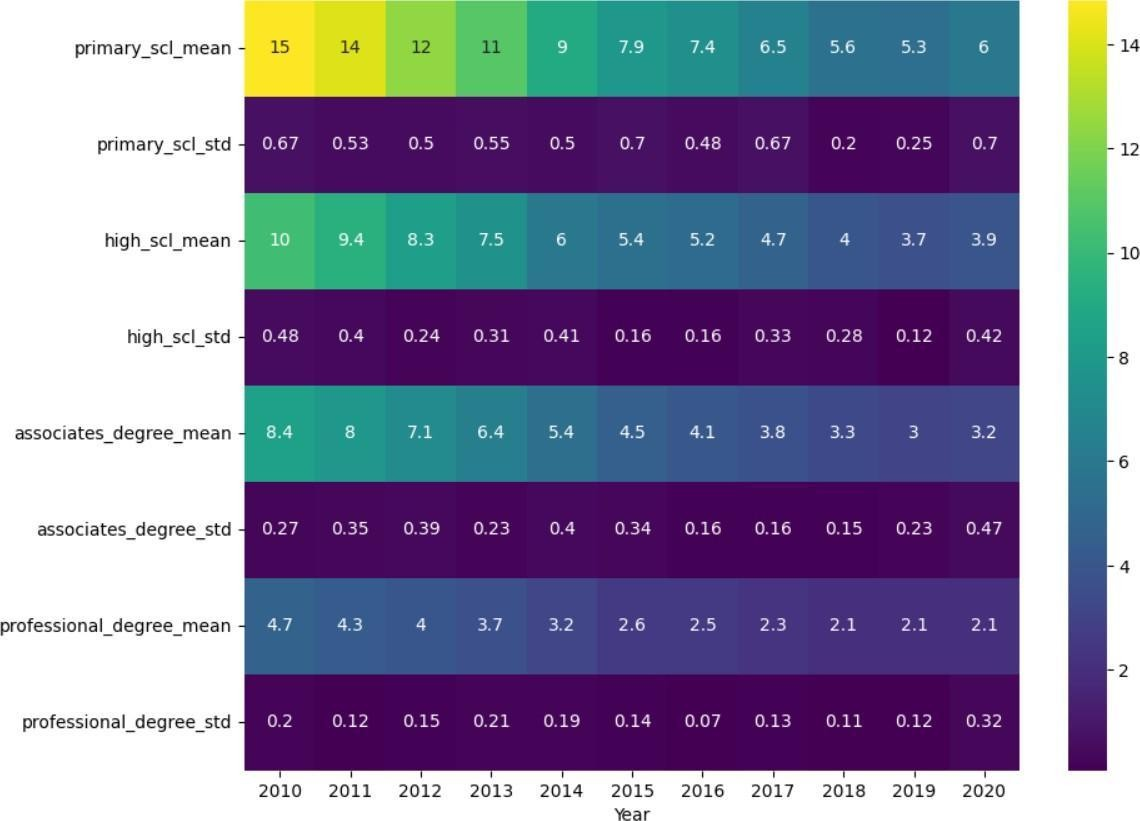 primary_scl_mean 15 14 12 11 9 7.9 7.4 6.5 5.6 5.3 6
primary_scl_std 0.67 0.53 0.5 0.55 0.5 0.7 0.48 0.67 0.2 0.25 0.7
high_scl_mean 10 9.4 8.3 7.5 6 5.4 5.2 4.7 4 3.7 3.9
high_scl_std 0.48 0.4 0.24 0.31 0.41 0.16 0.16 0.33 0.28 0.12 0.42
associates_degree_mean 8.4 8 7.1 6.4 5.4 4.5 4.1 3.8 3.3 3 3.2
associates_degree_std 0.27 0.35 0.39 0.23 0.4 0.34 0.16 0.16 0.15 0.23 0.47
professional_degree_mean 4.7 4.3 4 3.7 3.2 2.6 2.5 2.3 2.1 2.1 2.1
professional_degree_std 0.2 0.12 0.15 0.21 0.19 0.14 0.07 0.13 0.11 0.12 0.32
2010 2011 2012 2013 2014 2015 2016 2017 2018 2019 2020
Year
14
12
10
8
6
4
2